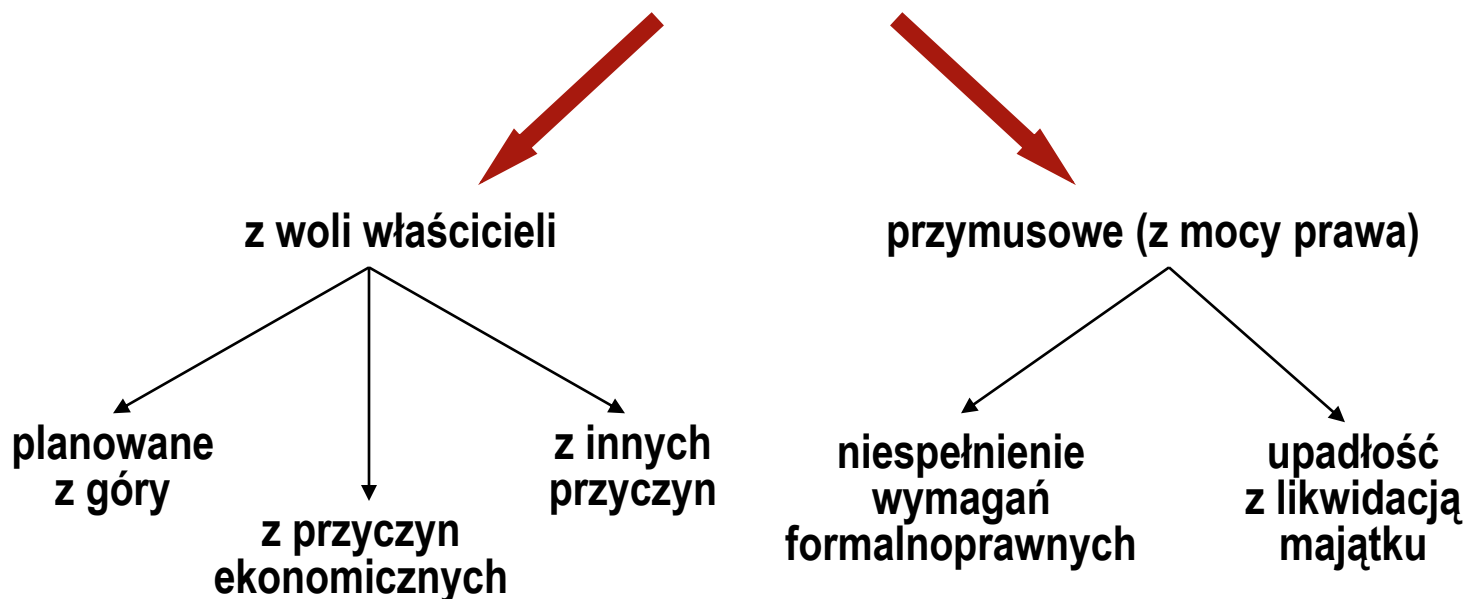 z woli właścicieli
przymusowe (z mocy prawa)
planowane
z góry
z przyczyn
ekonomicznych
z innych
przyczyn
niespełnienie
wymagań
formalnoprawnych
upadłość
z likwidacją
majątku